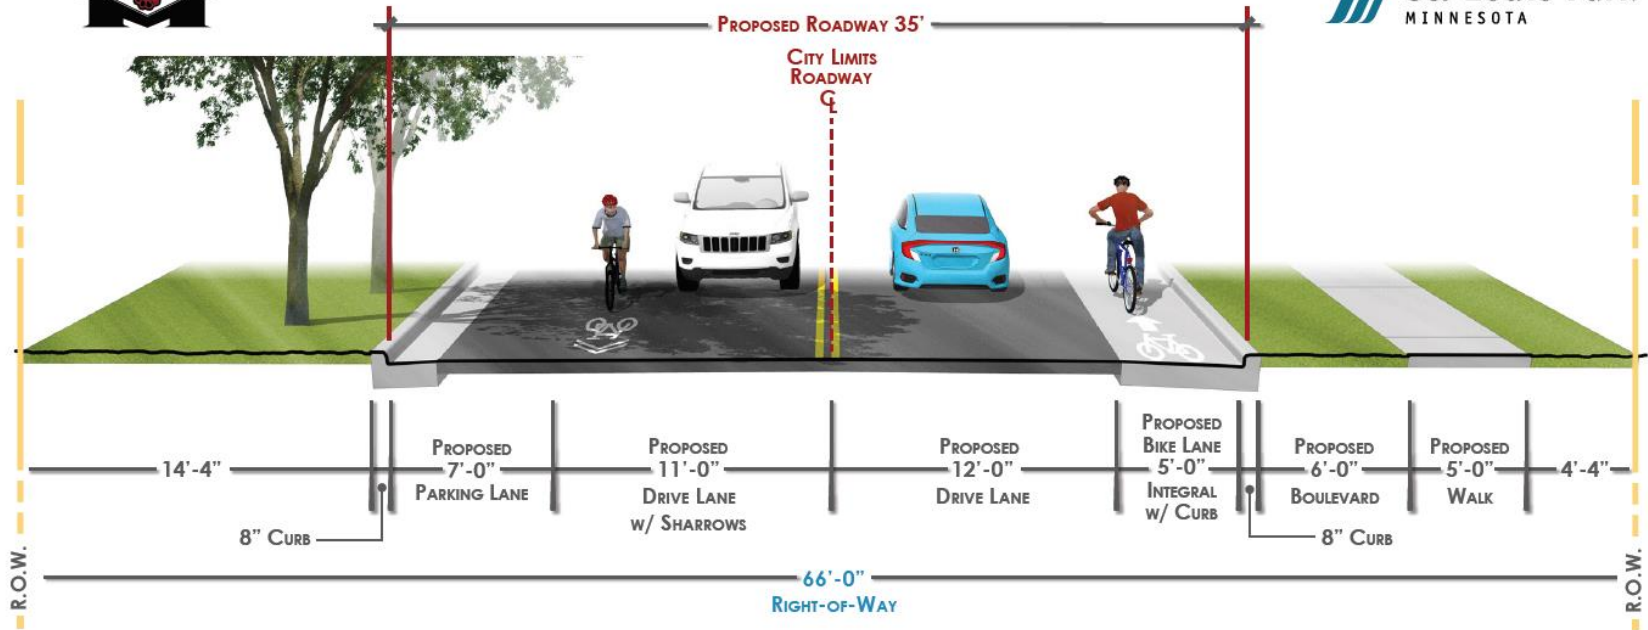 MINNESOTA
PROPOSED ROADWAY 35'
CITY LIMITS
ROADWAY
℄
14'-4"
8" CURB
PROPOSED
7'-0"
PARKING LANE
PROPOSED
11'-0"
DRIVE LANE
W/ SHARROWS
PROPOSED
12'-0"
DRIVE LANE
PROPOSED
BIKE LANE
5'-0"
INTEGRAL
W/ CURB
8" CURB
PROPOSED
6'-0"
BOULEVARD
PROPOSED
5'-0"
WALK
4'-4"
R.O.W.
66'-0"
RIGHT-OF-WAY
R.O.W.